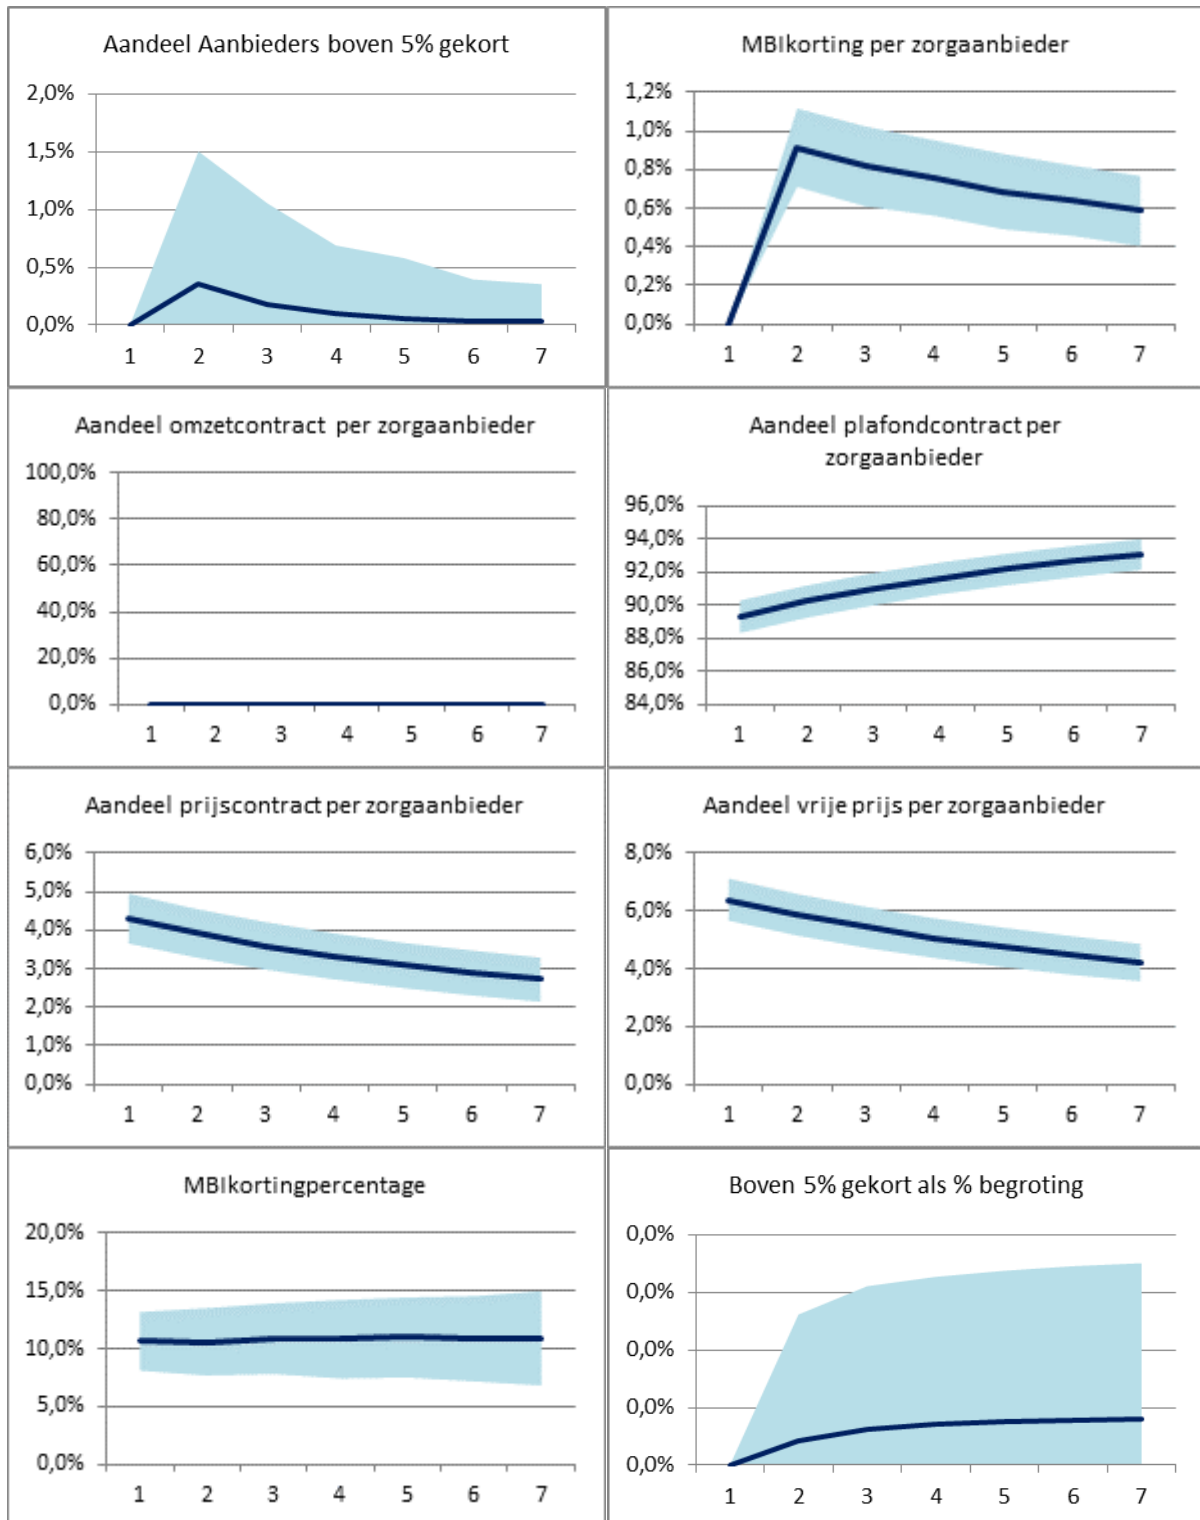 Aandeel Aanbieders boven 5% gekort
2,0%
1,5%
1,0%
0,5%
0,0%
1 2 3 4 5 6 7
MBIkorting per zorgaanbieder
1,2%
1,0%
0,8%
0,6%
0,4%
0,2%
0,0%
1 2 3 4 5 6 7
Aandeel omzetcontract per zorgaanbieder
100,0%
80,0%
60,0%
40,0%
20,0%
0,0%
1 2 3 4 5 6 7
Aandeel plafondcontract per
zorgaanbieder
96,0%
94,0%
92,0%
90,0%
88,0%
86,0%
84,0%
1 2 3 4 5 6 7
Aandeel prijscontract per zorgaanbieder
6,0%
5,0%
4,0%
3,0%
2,0%
1,0%
0,0%
1 2 3 4 5 6 7
Aandeel vrije prijs per zorgaanbieder
8,0%
6,0%
4,0%
2,0%
0,0%
1 2 3 4 5 6 7
MBIkortingpercentage
20,0%
15,0%
10,0%
5,0%
0,0%
1 2 3 4 5 6 7
Boven 5% gekort als % begroting
0,0%
0,0%
0,0%
0,0%
0,0%
1 2 3 4 5 6 7